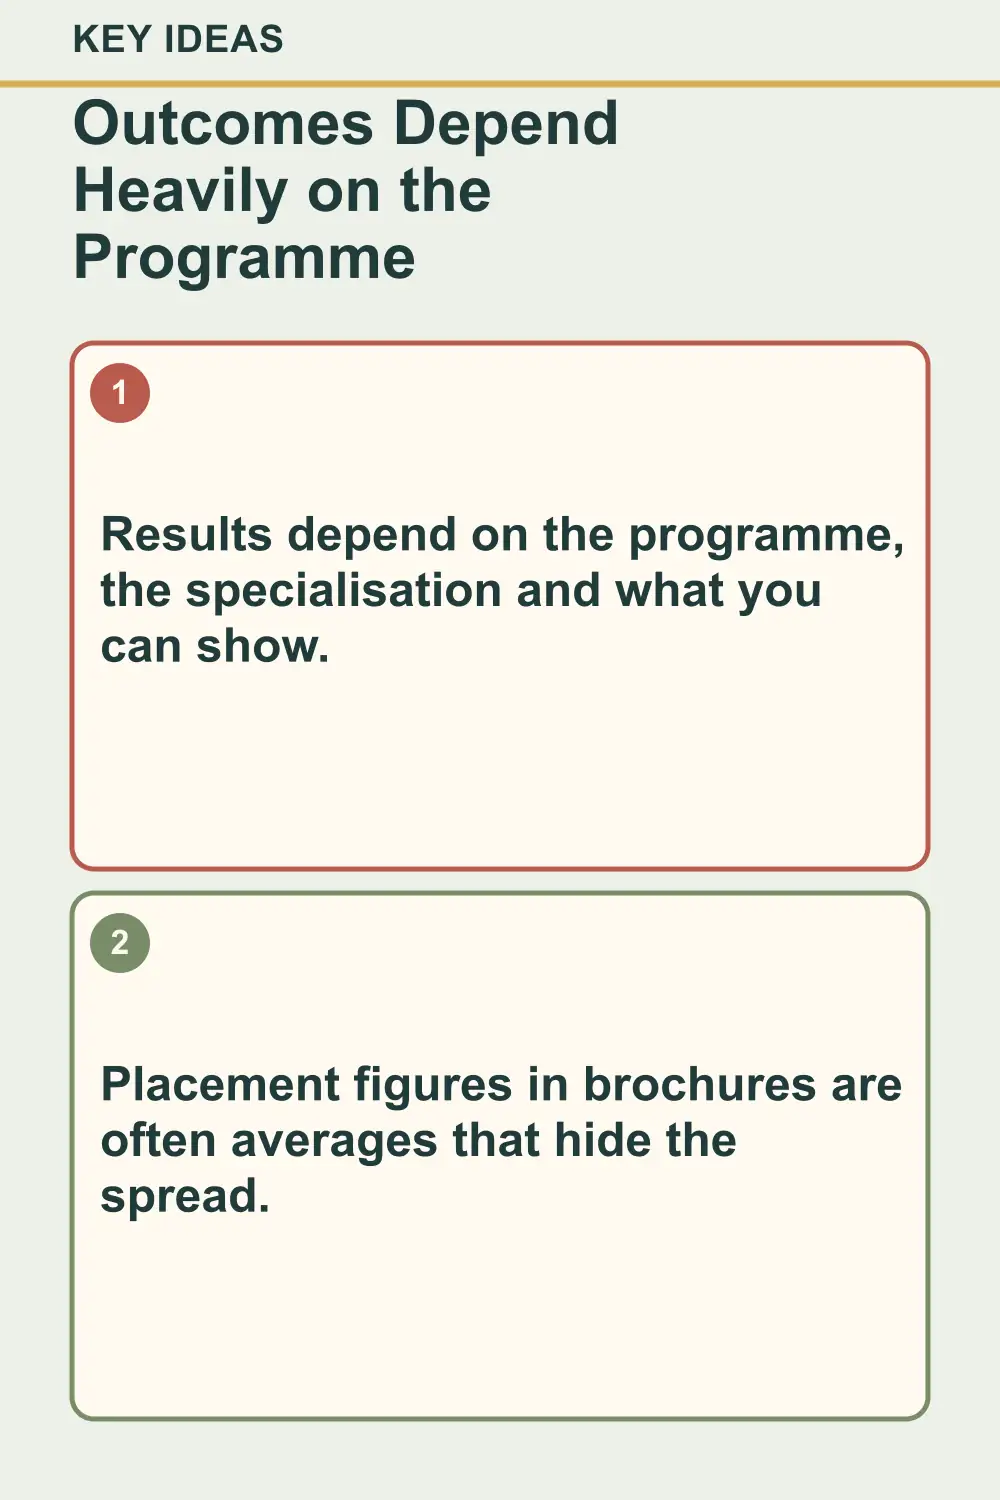 KEY IDEAS
Outcomes Depend
Heavily on the
Programme
1
Results depend on the programme,
the specialisation and what you
can show.
2
Placement figures in brochures are
often averages that hide the
spread.